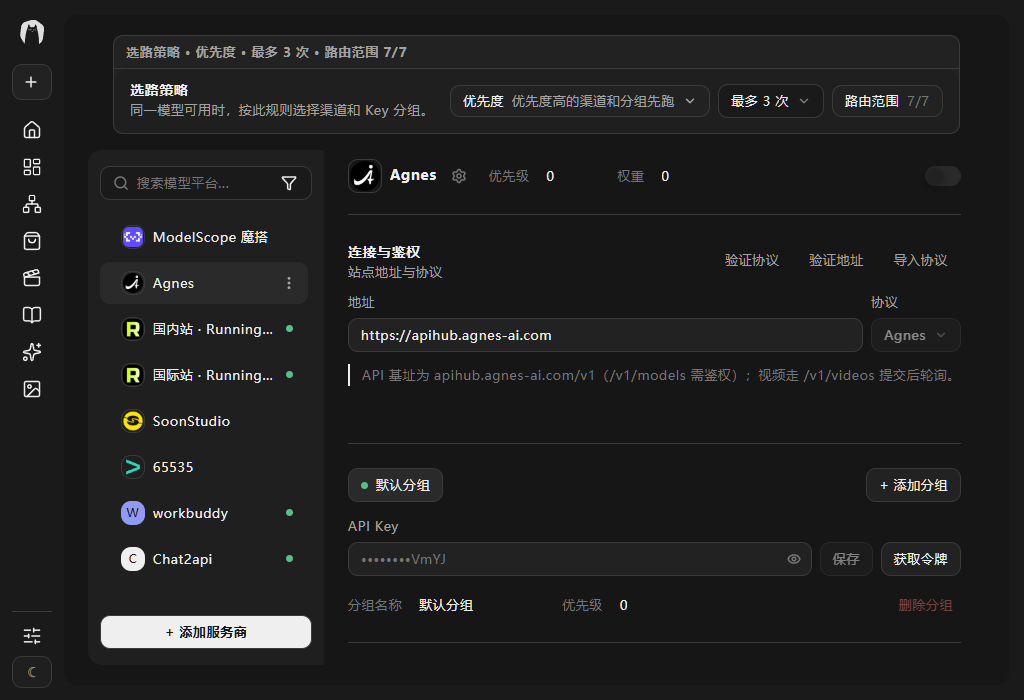 选路策略 • 优先度 • 最多 3 次 • 路由范围 7/7
选路策略
同一模型可用时，按此规则选择渠道和 Key 分组。
优先度 优先度高的渠道和分组先跑
最多 3 次
路由范围 7/7
搜索模型平台...
ModelScope 魔搭
Agnes
国内站 · Running...
国际站 · Running...
SoonStudio
65535
W workbuddy
C Chat2api
+ 添加服务商
Agnes
优先级 0
权重 0
连接与鉴权
站点地址与协议
验证协议
验证地址
导入协议
地址
协议
https://apihub.agnes-ai.com
Agnes
API 基址为 apihub.agnes-ai.com/v1（/v1/models 需鉴权）；视频走 /v1/videos 提交后轮询。
默认分组
+ 添加分组
API Key
••••••••VmYJ
保存
获取令牌
分组名称 默认分组
优先级 0
删除分组